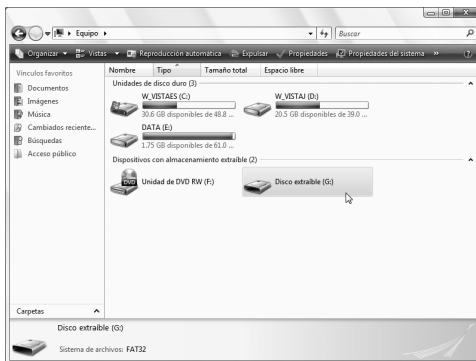 Equipo
Buscar
Organizar Vistas Reproducción automática Expulsar Propiedades Propiedades del sistema »
Vínculos favoritos
Documentos
Imágenes
Música
Cambiados reciente...
Búsquedas
Acceso público
Carpetas
Nombre Tipo Tamaño total Espacio libre
Unidades de disco duro (3)
W_VISTAES (C:) W_VISTAJ (D:)
30.6 GB disponibles de 48.8 ... 20.5 GB disponibles de 39.0 ...
DATA (E:)
1.75 GB disponibles de 61.0 ...
Dispositivos con almacenamiento extraíble (2)
DVD Unidad de DVD RW (F:) Disco extraíble (G:)
Disco extraíble (G:)
Sistema de archivos: FAT32